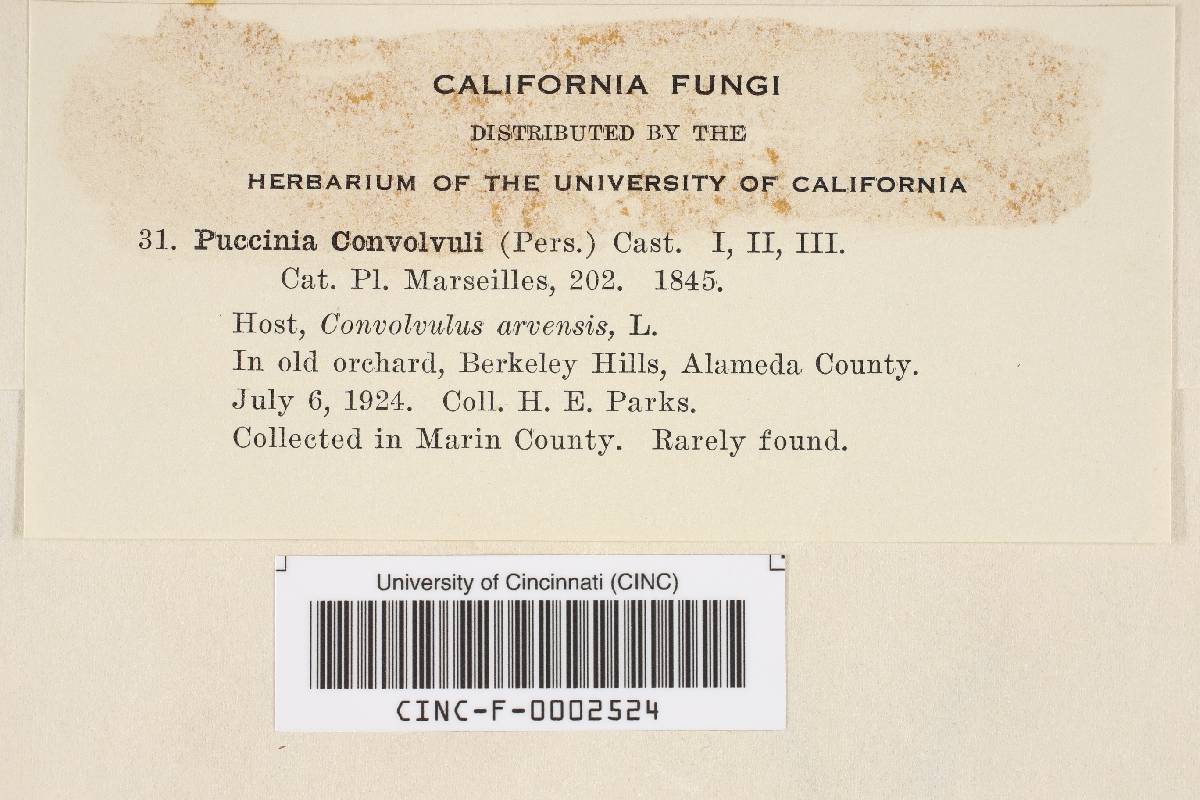 CALIFORNIA FUNGI
DISTRIBUTED BY THE
HERBARIUM OF THE UNIVERSITY OF CALIFORNIA
31. Puccinia Convolvuli (Pers.) Cast. I, II, III.
Cat. Pl. Marseilles, 202. 1845.
Host, Convolvulus arvensis, L.
In old orchard, Berkeley Hills, Alameda County.
July 6, 1924. Coll. H. E. Parks.
Collected in Marin County. Rarely found.
University of Cincinnati (CINC)
CINC-F-0002524